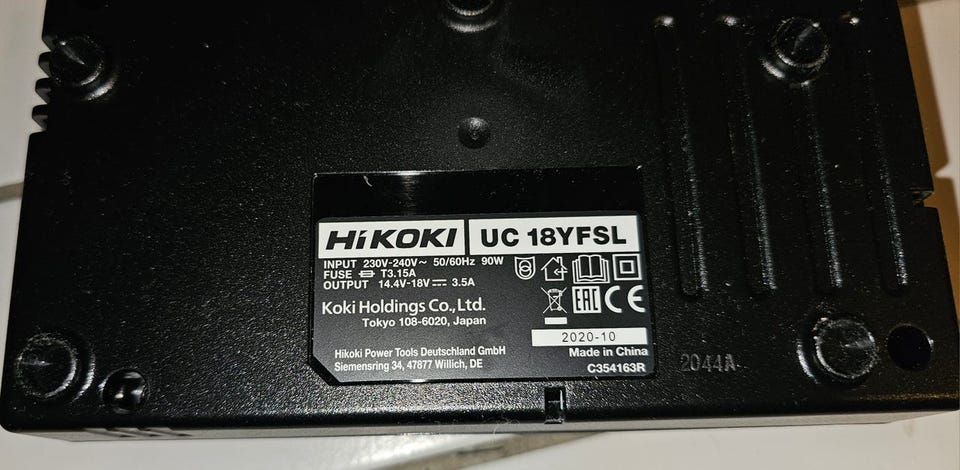 HiKOKI UC 18YFSL
INPUT 230V-240V~ 50/60Hz 90W
FUSE T3.15A
OUTPUT 14.4V-18V⎓ 3.5A
Koki Holdings Co.,Ltd.
Tokyo 108-6020, Japan
EAC CE
2020-10
Made in China
Hikoki Power Tools Deutschland GmbH
Siemensring 34, 47877 Willich, DE
C354163R
2044A